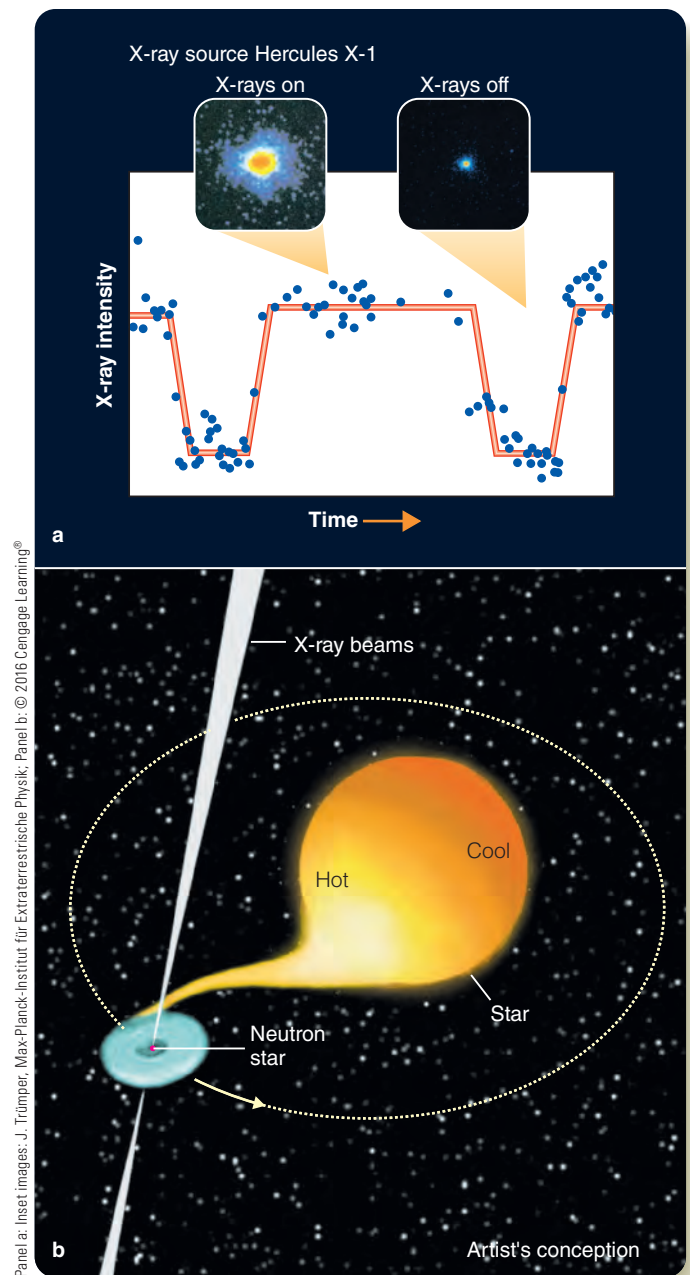 X-ray source Hercules X-1
X-rays on
X-rays off
X-ray intensity
Time
a
X-ray beams
Cool
Hot
Star
Neutron
star
b
Artist's conception
Panel a: Inset images: J. Trümper, Max-Planck-Institut für Extraterrestrische Physik; Panel b: © 2016 Cengage Learning®